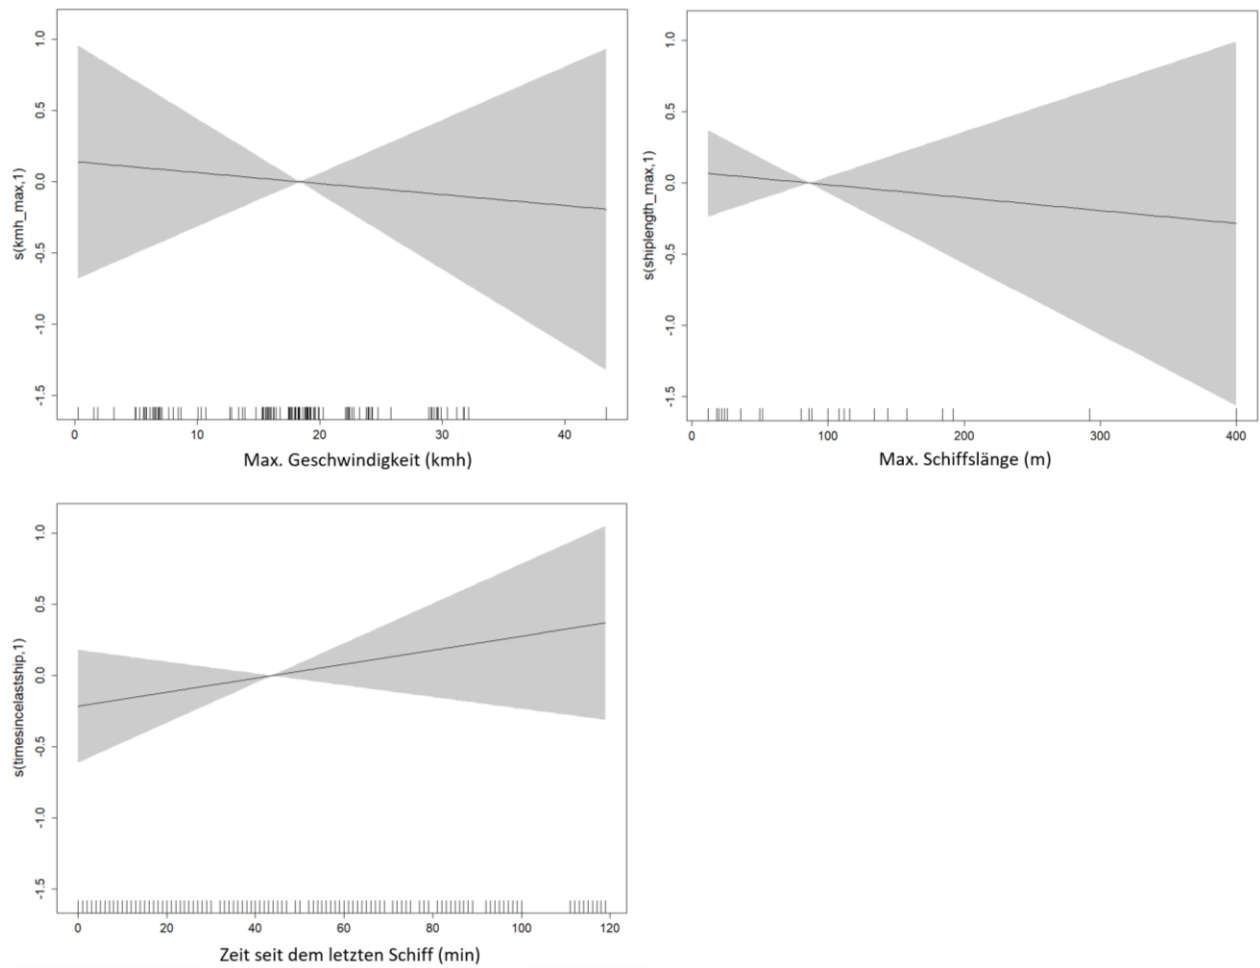 1.0
0.5
0.0
-0.5
-1.0
-1.5
s(kmh_max,1)
0 10 20 30 40
Max. Geschwindigkeit (kmh)
1.0
0.5
0.0
-0.5
-1.0
-1.5
s(shiplength_max,1)
0 100 200 300 400
Max. Schiffslänge (m)
1.0
0.5
0.0
-0.5
-1.0
-1.5
s(timesincelastship,1)
0 20 40 60 80 100 120
Zeit seit dem letzten Schiff (min)